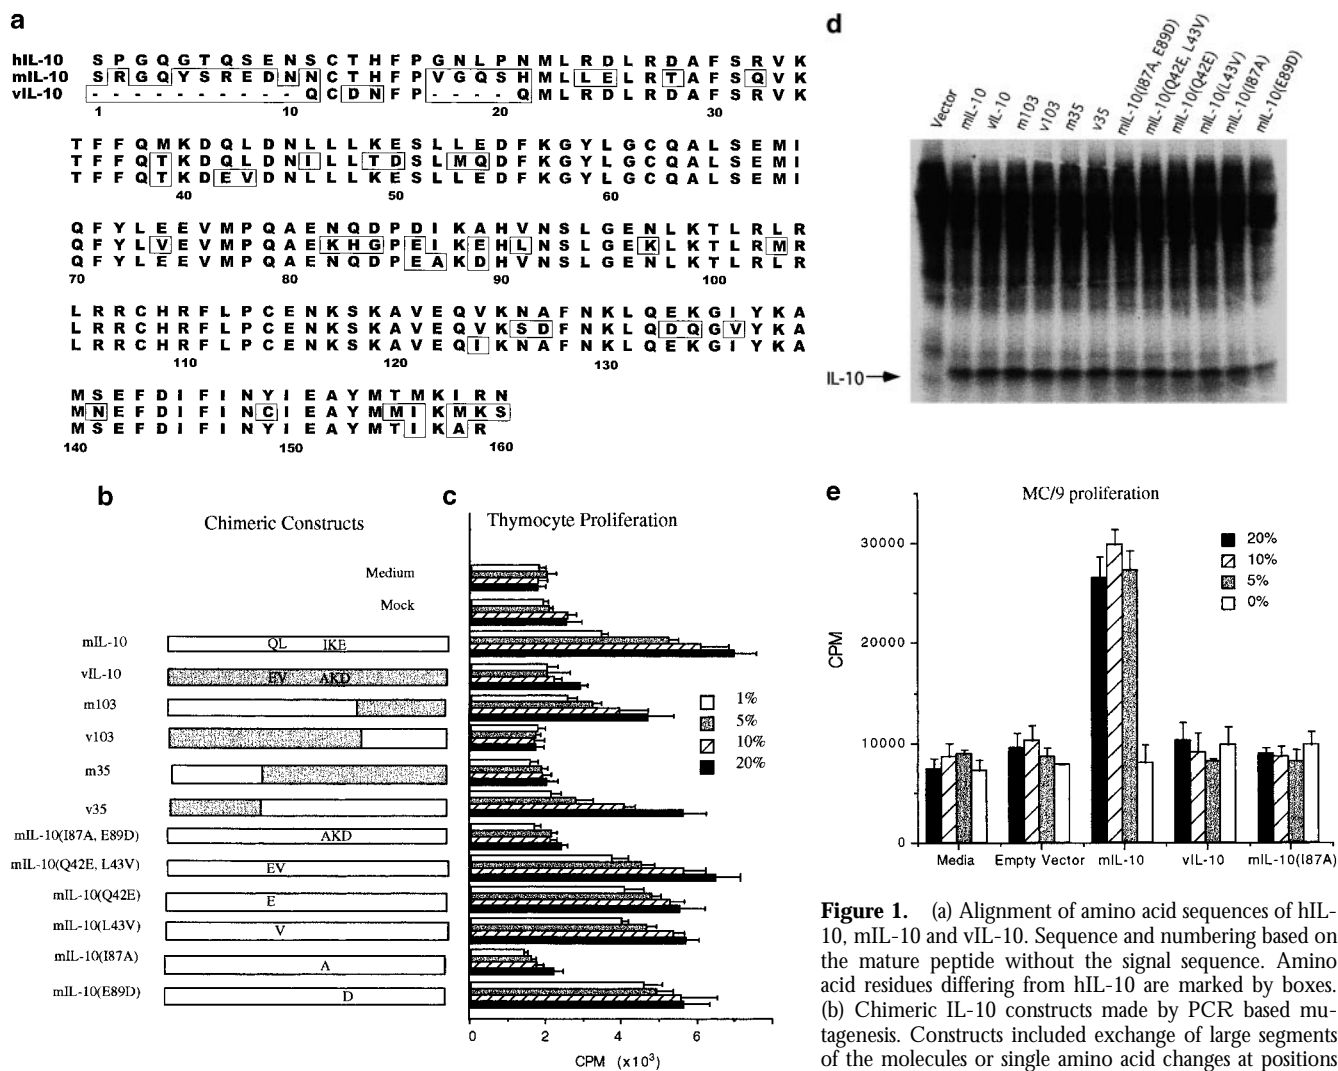 a
hIL-10 S P G Q G T Q S E N S C T H F P G N L P N M L R D L R D A F S R V K
mIL-10 S R G Q Y S R E D N N C T H F P V G Q S H M L L E L R T A F S Q V K
vIL-10 - - - - - - - - - - Q C D N F P - - - - Q M L R D L R D A F S R V K
1 10 20 30
T F F Q M K D Q L D N L L L K E S L L E D F K G Y L G C Q A L S E M I
T F F Q T K D Q L D N I L L T D S L M Q D F K G Y L G C Q A L S E M I
T F F Q T K D E V D N L L L K E S L L E D F K G Y L G C Q A L S E M I
40 50 60
Q F Y L E E V M P Q A E N Q D P D I K A H V N S L G E N L K T L R L R
Q F Y L V E V M P Q A E K H G P E I K E H L N S L G E K L K T L R M R
Q F Y L E E V M P Q A E N Q D P E A K D H V N S L G E N L K T L R L R
70 80 90 100
L R R C H R F L P C E N K S K A V E Q V K N A F N K L Q E K G I Y K A
L R R C H R F L P C E N K S K A V E Q V K S D F N K L Q D Q G V Y K A
L R R C H R F L P C E N K S K A V E Q I K N A F N K L Q E K G I Y K A
110 120 130
M S E F D I F I N Y I E A Y M T M K I R N
M N E F D I F I N C I E A Y M M I K M K S
M S E F D I F I N Y I E A Y M T I K A R
140 150 160
b
Chimeric Constructs
Medium
Mock
mIL-10 QL IKE
vIL-10 EV AKD
m103
v103
m35
v35
mIL-10(I87A, E89D) AKD
mIL-10(Q42E, L43V) EV
mIL-10(Q42E) E
mIL-10(L43V) V
mIL-10(I87A) A
mIL-10(E89D) D
c
Thymocyte Proliferation
1%
5%
10%
20%
0 2 4 6
CPM (x10³)
d
Vector
mIL-10
vIL-10
m103
v103
m35
v35
mIL-10(I87A, E89D)
mIL-10(Q42E, L43V)
mIL-10(Q42E)
mIL-10(L43V)
mIL-10(I87A)
mIL-10(E89D)
IL-10
e
MC/9 proliferation
CPM
30000
20000
10000
0
20%
10%
5%
0%
Media Empty Vector mIL-10 vIL-10 mIL-10(I87A)
Figure 1. (a) Alignment of amino acid sequences of hIL-
10, mIL-10 and vIL-10. Sequence and numbering based on
the mature peptide without the signal sequence. Amino
acid residues differing from hIL-10 are marked by boxes.
(b) Chimeric IL-10 constructs made by PCR based mu-
tagenesis. Constructs included exchange of large segments
of the molecules or single amino acid changes at positions